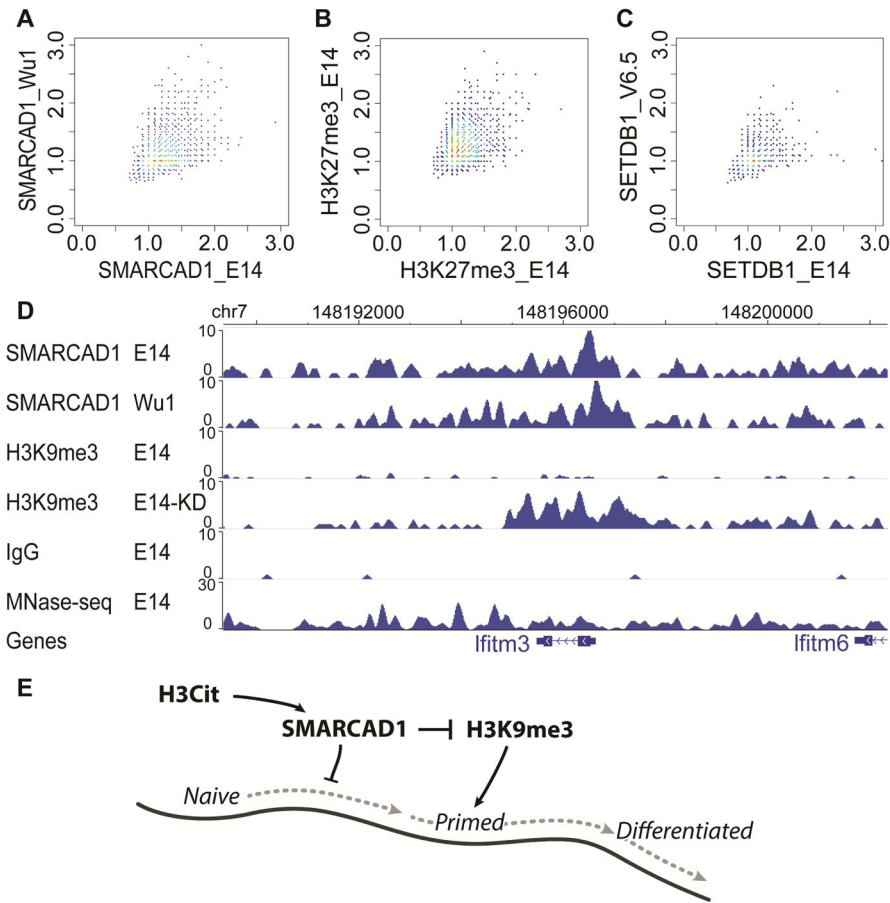 A
B
C
SMARCAD1_Wu1
0.0 1.0 2.0 3.0
0.0 1.0 2.0 3.0
SMARCAD1_E14
H3K27me3_E14
0.0 1.0 2.0 3.0
0.0 1.0 2.0 3.0
H3K27me3_E14
SETDB1_V6.5
0.0 1.0 2.0 3.0
0.0 1.0 2.0 3.0
SETDB1_E14
D
chr7 148192000 148196000 148200000
SMARCAD1 E14 10 0
SMARCAD1 Wu1 10 0
H3K9me3 E14 10 0
H3K9me3 E14-KD 10 0
IgG E14 10 0
MNase-seq E14 30 0
Genes Ifitm3 Ifitm6
E
H3Cit
SMARCAD1 H3K9me3
Naive
Primed
Differentiated